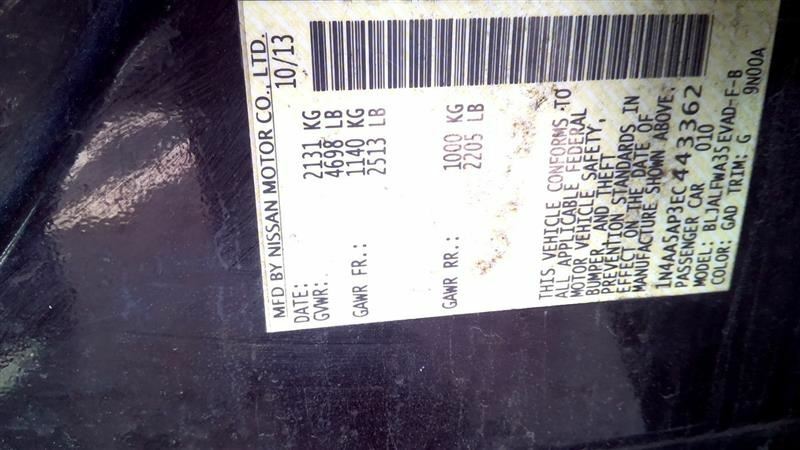 MFD BY NISSAN MOTOR CO., LTD.
DATE: 10/13
GVWR: 2131 KG
4698 LB
GAWR FR.: 1140 KG
2513 LB
GAWR RR.: 1000 KG
2205 LB
THIS VEHICLE CONFORMS TO
ALL APPLICABLE FEDERAL
MOTOR VEHICLE SAFETY,
BUMPER, AND THEFT
PREVENTION STANDARDS IN
EFFECT ON THE DATE OF
MANUFACTURE SHOWN ABOVE.
1N4AA5AP3EC443362
PASSENGER CAR 010
MODEL: BLJALFWA35EVAD-F-B
COLOR: GAD TRIM: G 9N00A